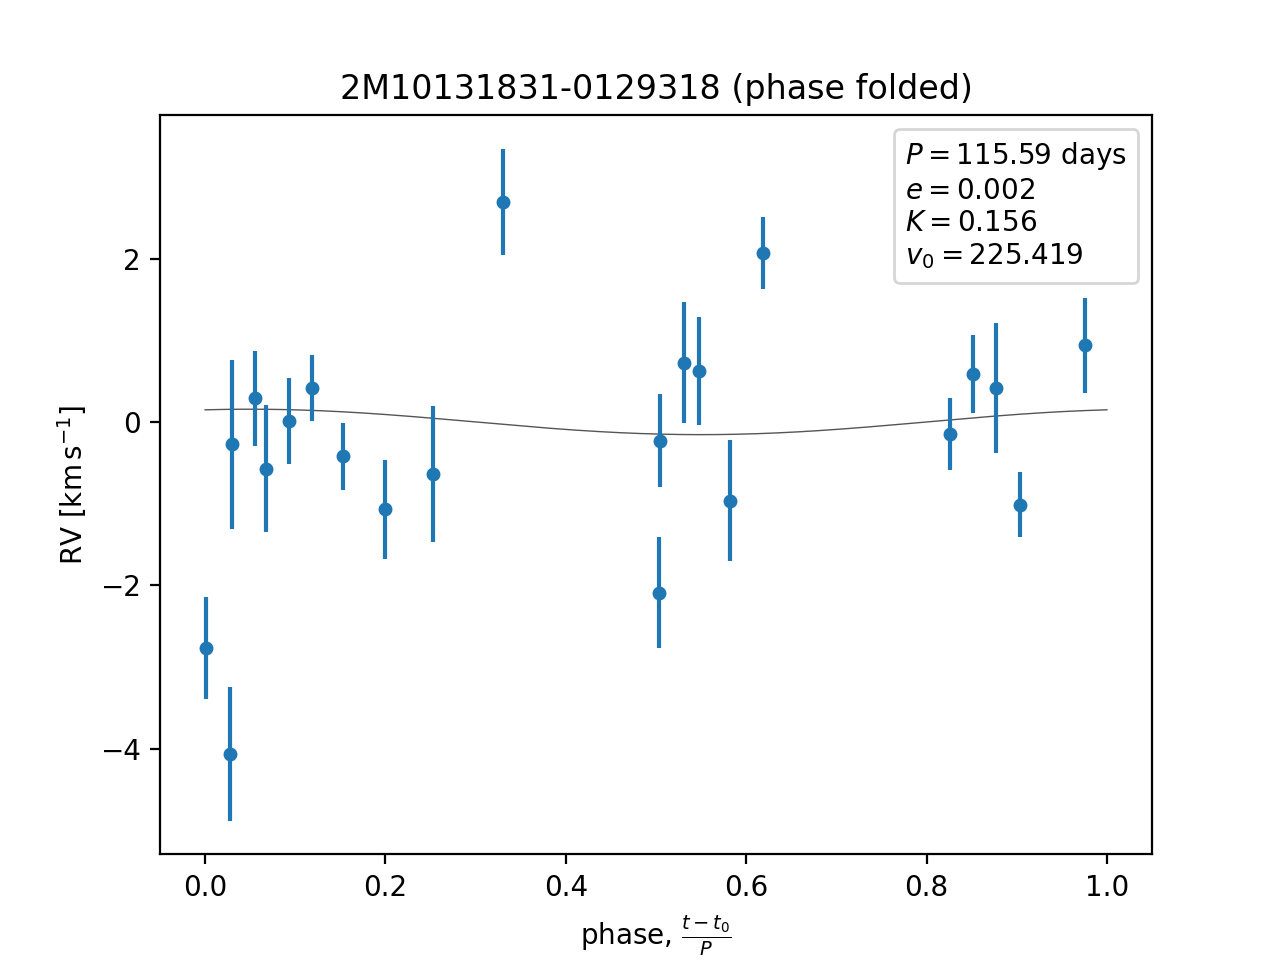 2M10131831-0129318 (phase folded)
P = 115.59 days
e = 0.002
K = 0.156
v₀ = 225.419
2
0
−2
−4
RV [km s⁻¹]
0.0 0.2 0.4 0.6 0.8 1.0
phase, (t − t₀)/P